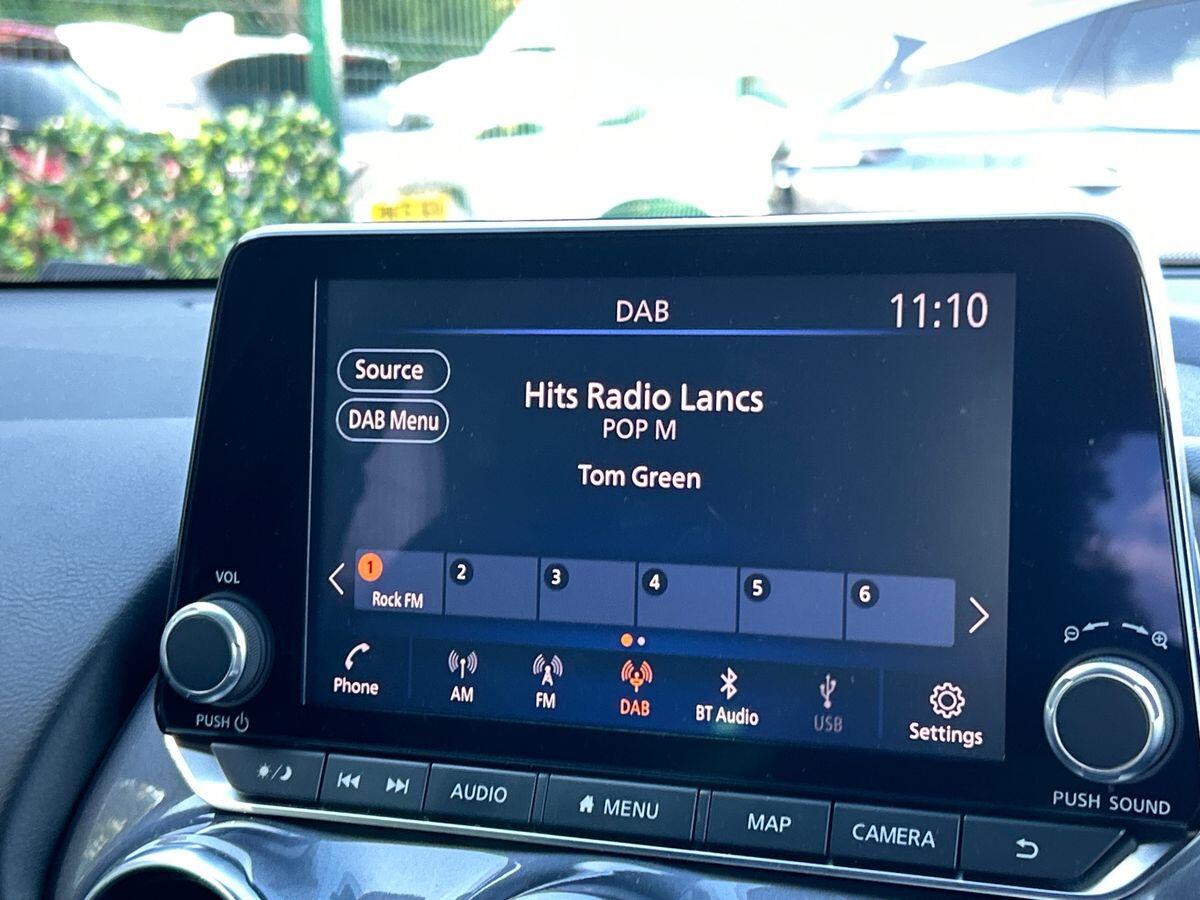 DAB
11:10
Source
DAB Menu
Hits Radio Lancs
POP M
Tom Green
1
2
3
4
5
6
Rock FM
VOL
PUSH
Phone
AM
FM
DAB
BT Audio
USB
Settings
PUSH SOUND
AUDIO
MENU
MAP
CAMERA